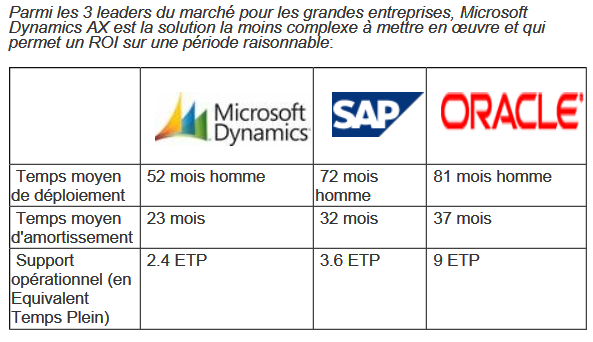 Parmi les 3 leaders du marché pour les grandes entreprises, Microsoft
Dynamics AX est la solution la moins complexe à mettre en œuvre et qui
permet un ROI sur une période raisonnable:
Microsoft
Dynamics
SAP
ORACLE
Temps moyen
de déploiement
52 mois homme
72 mois
homme
81 mois homme
Temps moyen
d'amortissement
23 mois
32 mois
37 mois
Support
opérationnel (en
Equivalent
Temps Plein)
2.4 ETP
3.6 ETP
9 ETP